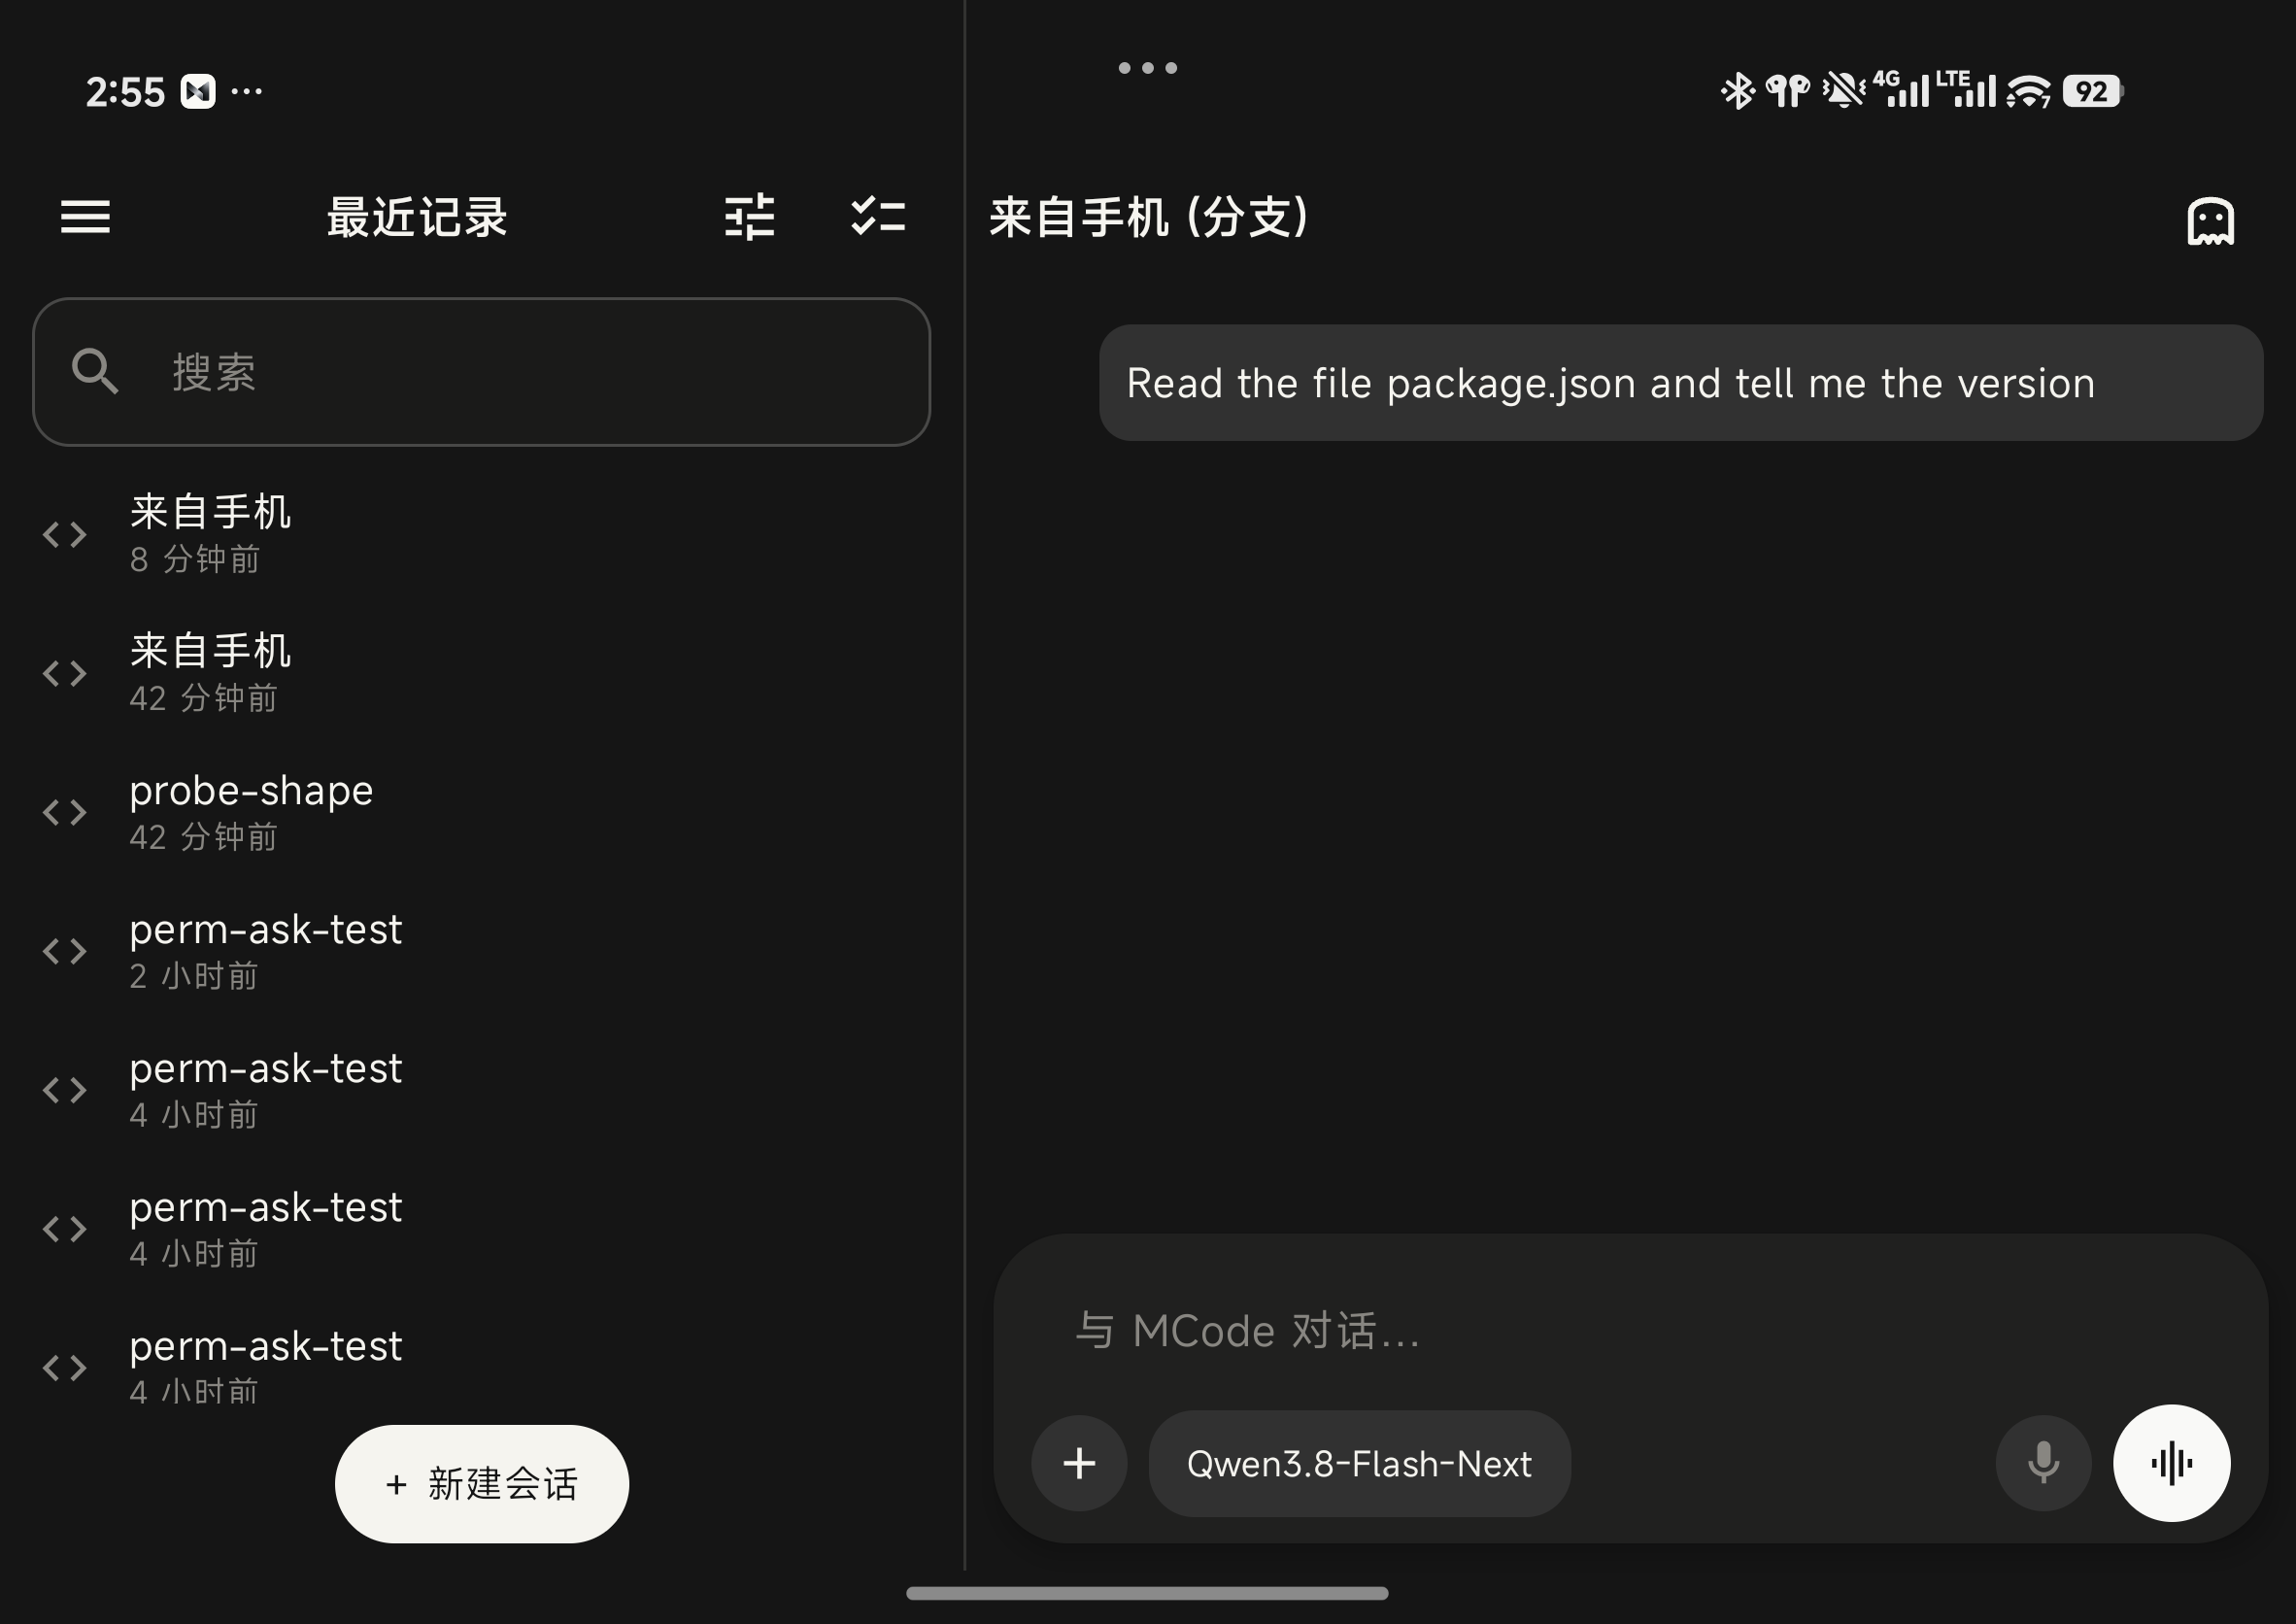 2:55
4G LTE 7 92
最近记录
搜索
来自手机
8 分钟前
来自手机
42 分钟前
probe-shape
42 分钟前
perm-ask-test
2 小时前
perm-ask-test
4 小时前
perm-ask-test
4 小时前
perm-ask-test
4 小时前
+ 新建会话
来自手机 (分支)
Read the file package.json and tell me the version
与 MCode 对话...
Qwen3.8-Flash-Next